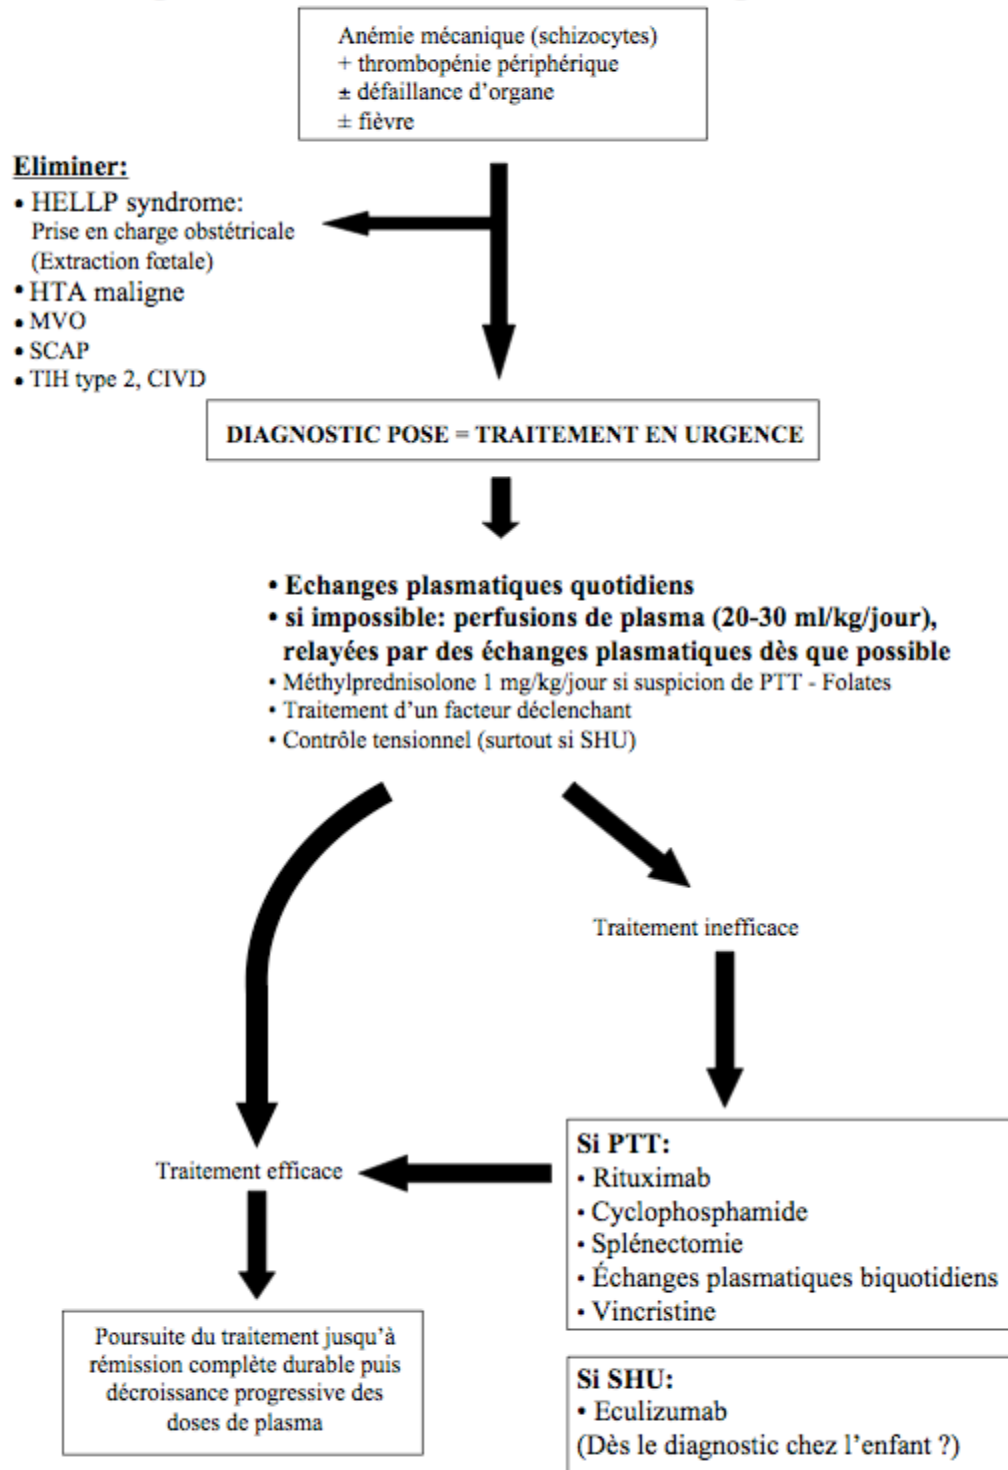 Anémie mécanique (schizocytes)
+ thrombopénie périphérique
± défaillance d'organe
± fièvre
Eliminer:
• HELLP syndrome:
Prise en charge obstétricale
(Extraction fœtale)
• HTA maligne
• MVO
• SCAP
• TIH type 2, CIVD
DIAGNOSTIC POSE = TRAITEMENT EN URGENCE
• Echanges plasmatiques quotidiens
• si impossible: perfusions de plasma (20-30 ml/kg/jour),
relayées par des échanges plasmatiques dès que possible
• Méthylprednisolone 1 mg/kg/jour si suspicion de PTT - Folates
• Traitement d'un facteur déclenchant
• Contrôle tensionnel (surtout si SHU)
Traitement inefficace
Si PTT:
• Rituximab
• Cyclophosphamide
• Splénectomie
• Échanges plasmatiques biquotidiens
• Vincristine
Traitement efficace
Poursuite du traitement jusqu'à
rémission complète durable puis
décroissance progressive des
doses de plasma
Si SHU:
• Eculizumab
(Dès le diagnostic chez l'enfant ?)